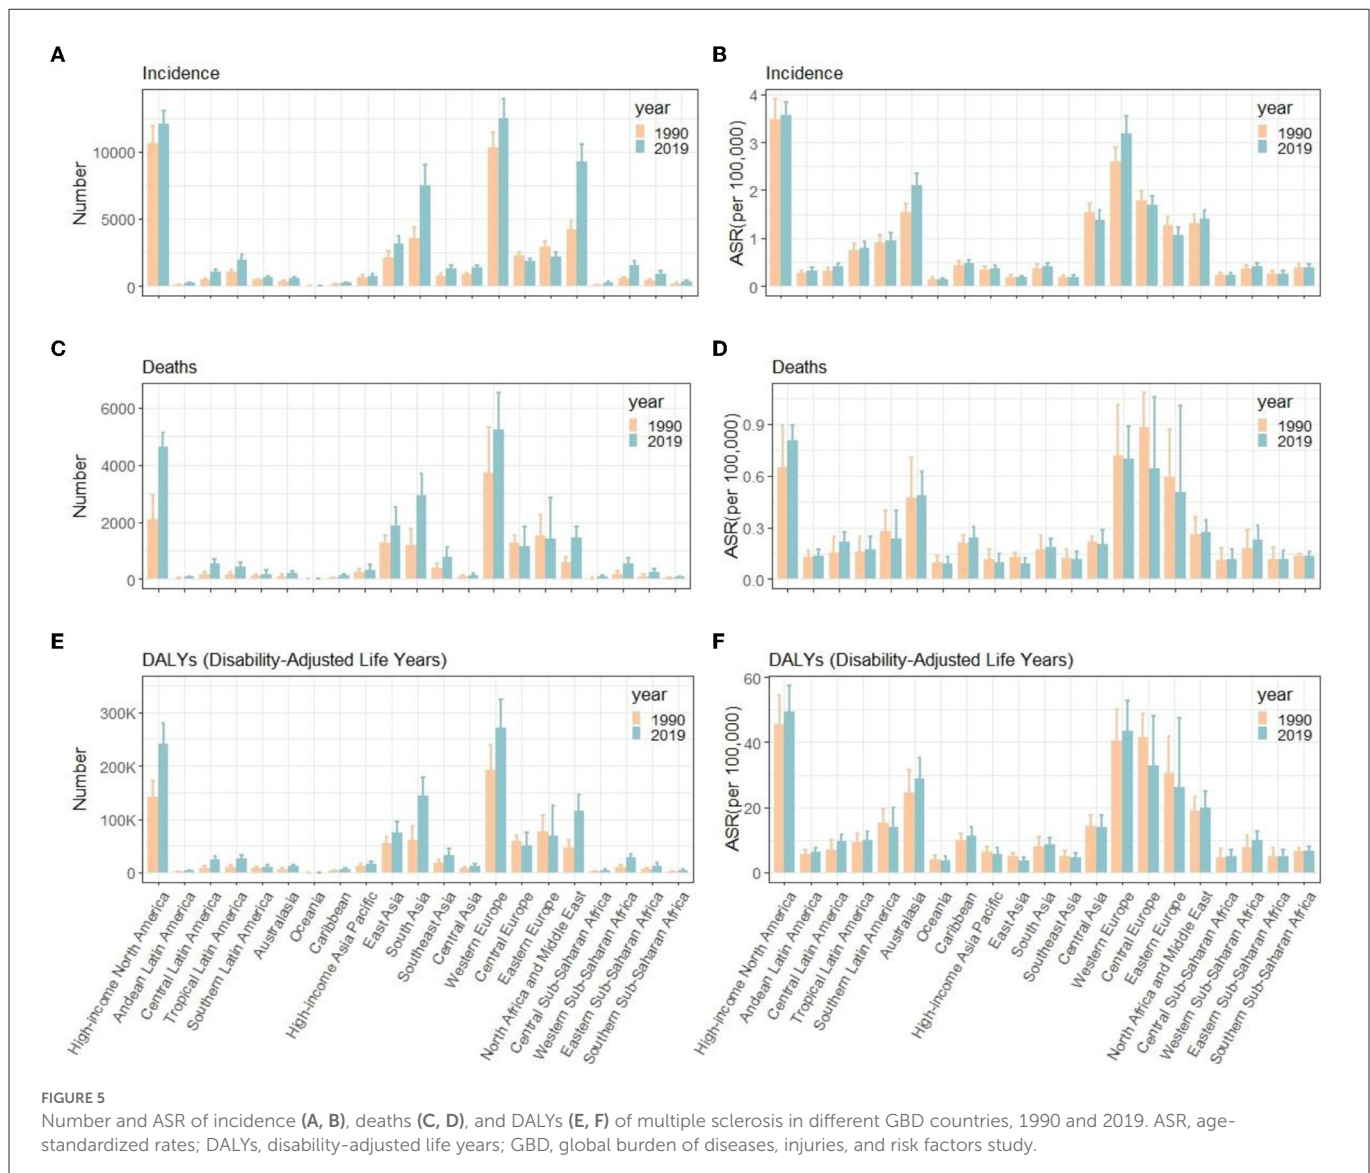 A
Incidence
Number
10000
5000
0
year
1990
2019
B
Incidence
ASR(per 100,000)
4
3
2
1
0
year
1990
2019
C
Deaths
Number
6000
4000
2000
0
year
1990
2019
D
Deaths
ASR(per 100,000)
0.9
0.6
0.3
0.0
year
1990
2019
E
DALYs (Disability-Adjusted Life Years)
Number
300K
200K
100K
0
year
1990
2019
High-income North America
Andean Latin America
Central Latin America
Tropical Latin America
Southern Latin America
Australasia
Oceania
Caribbean
High-income Asia Pacific
East Asia
South Asia
Southeast Asia
Central Asia
Western Europe
Central Europe
Eastern Europe
North Africa and Middle East
Central Sub-Saharan Africa
Western Sub-Saharan Africa
Eastern Sub-Saharan Africa
Southern Sub-Saharan Africa
F
DALYs (Disability-Adjusted Life Years)
ASR(per 100,000)
60
40
20
0
year
1990
2019
High-income North America
Andean Latin America
Central Latin America
Tropical Latin America
Southern Latin America
Australasia
Oceania
Caribbean
High-income Asia Pacific
East Asia
South Asia
Southeast Asia
Central Asia
Western Europe
Central Europe
Eastern Europe
North Africa and Middle East
Central Sub-Saharan Africa
Western Sub-Saharan Africa
Eastern Sub-Saharan Africa
Southern Sub-Saharan Africa
FIGURE 5
Number and ASR of incidence (A, B), deaths (C, D), and DALYs (E, F) of multiple sclerosis in different GBD countries, 1990 and 2019. ASR, age-
standardized rates; DALYs, disability-adjusted life years; GBD, global burden of diseases, injuries, and risk factors study.